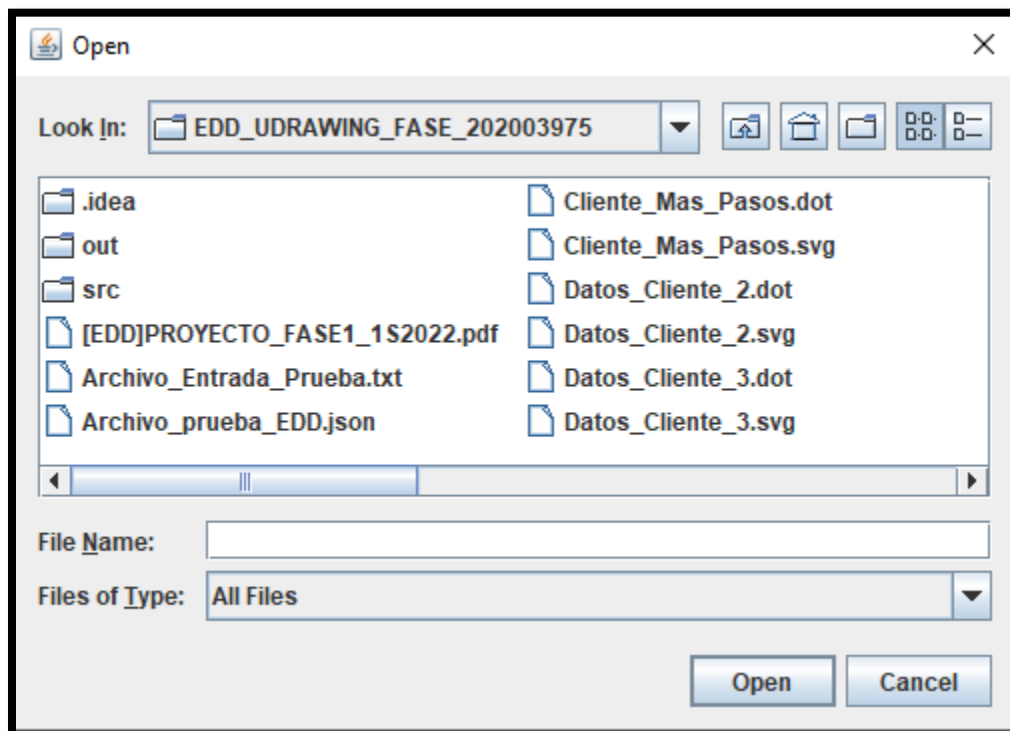 Open
Look In: EDD_UDRAWING_FASE_202003975
.idea
out
src
[EDD]PROYECTO_FASE1_1S2022.pdf
Archivo_Entrada_Prueba.txt
Archivo_prueba_EDD.json
Cliente_Mas_Pasos.dot
Cliente_Mas_Pasos.svg
Datos_Cliente_2.dot
Datos_Cliente_2.svg
Datos_Cliente_3.dot
Datos_Cliente_3.svg
File Name:
Files of Type: All Files
Open Cancel